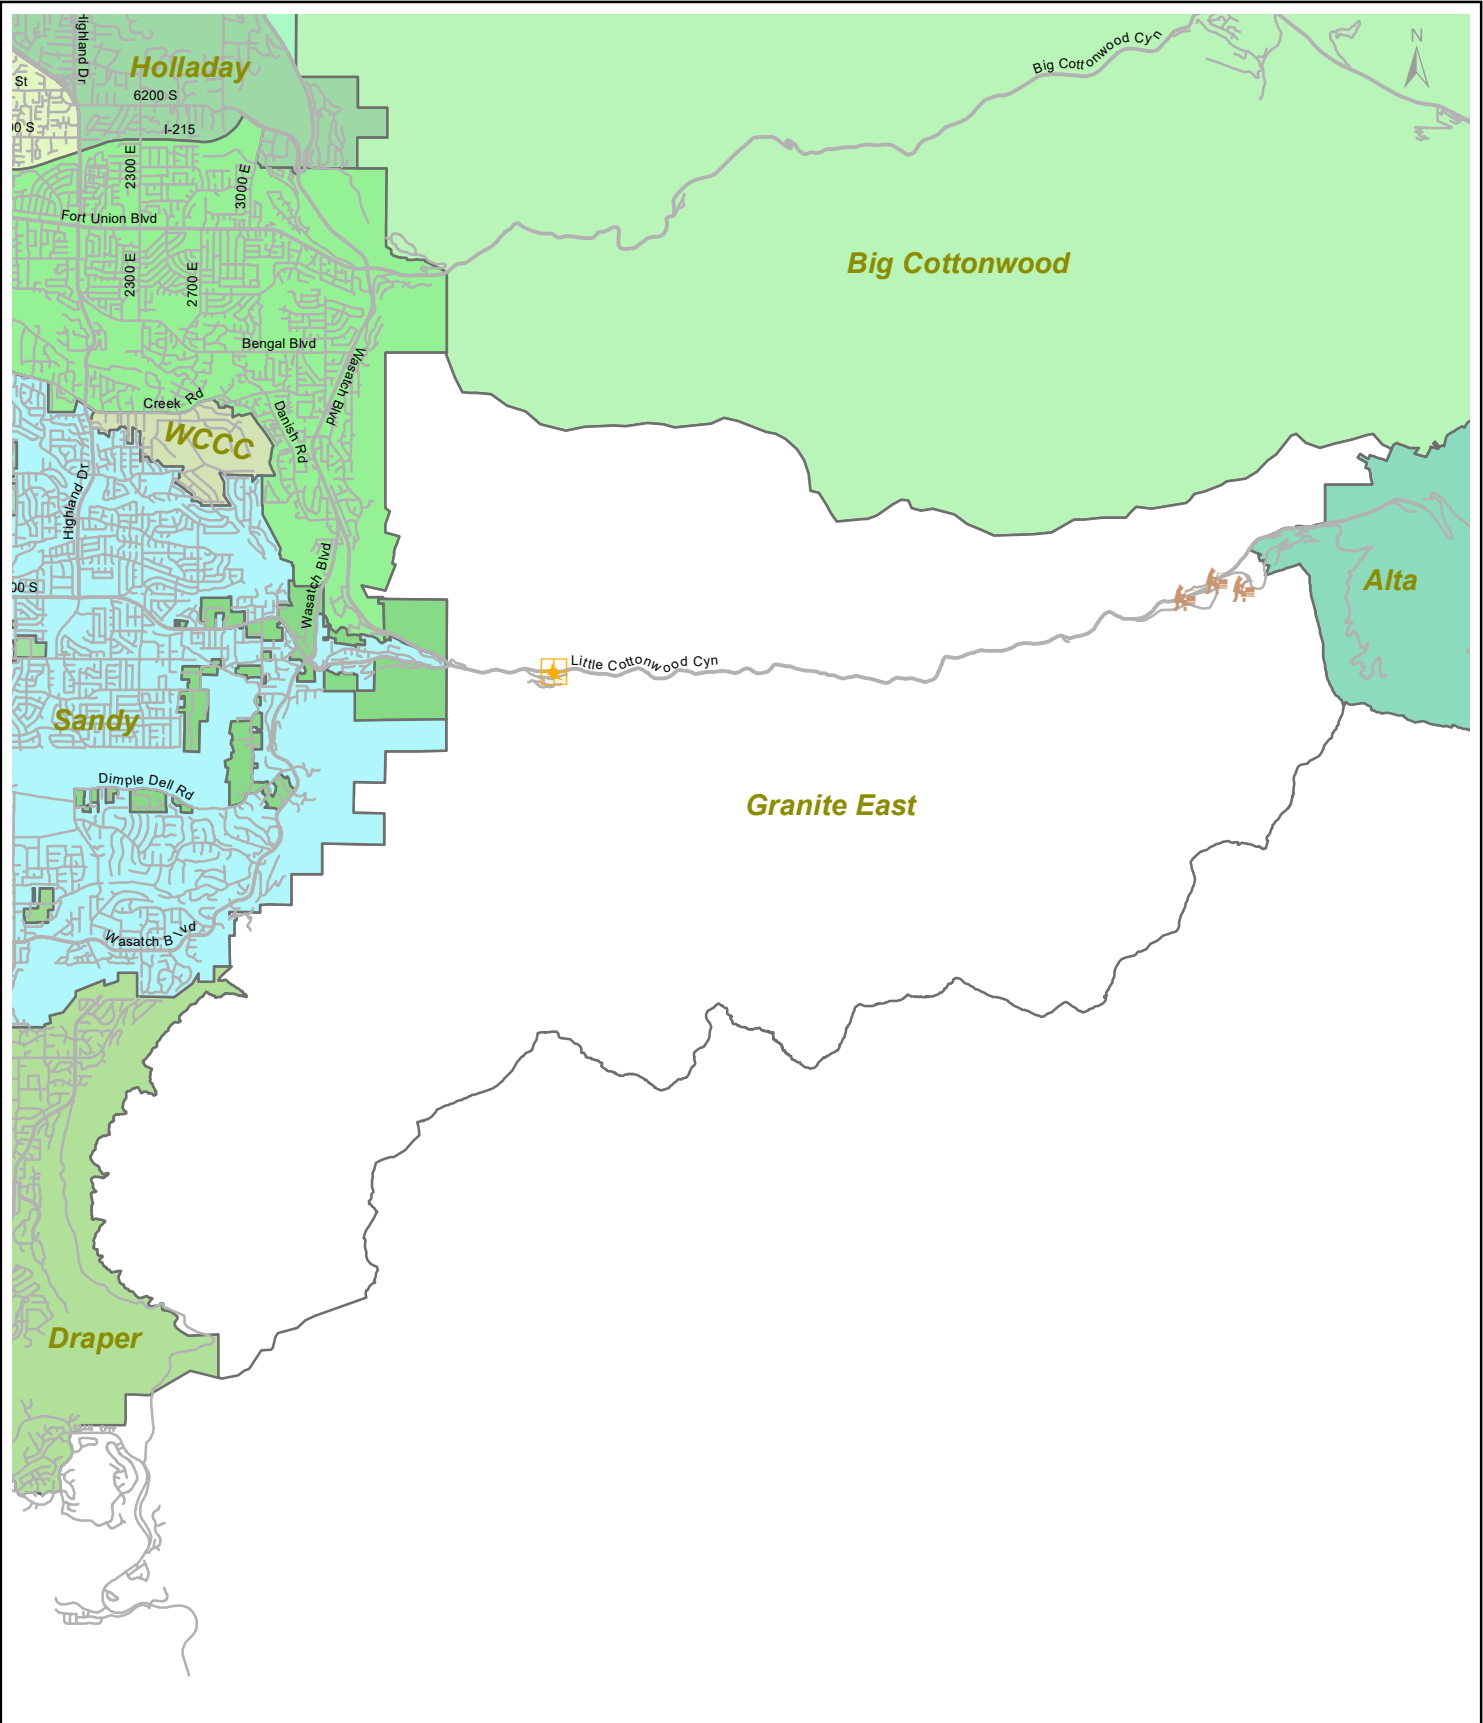 Highland Dr
Holladay
Big Cottonwood Cyn
N
St
6200 S
00 S
I-215
2300 E
3000 E
Fort Union Blvd
2300 E
2700 E
Big Cottonwood
Bengal Blvd
Wasatch Blvd
Creek Rd
Danish Rd
WCCC
Highland Dr
Wasatch Blvd
00 S
Alta
Little Cottonwood Cyn
Sandy
Dimple Dell Rd
Granite East
Wasatch Blvd
Draper